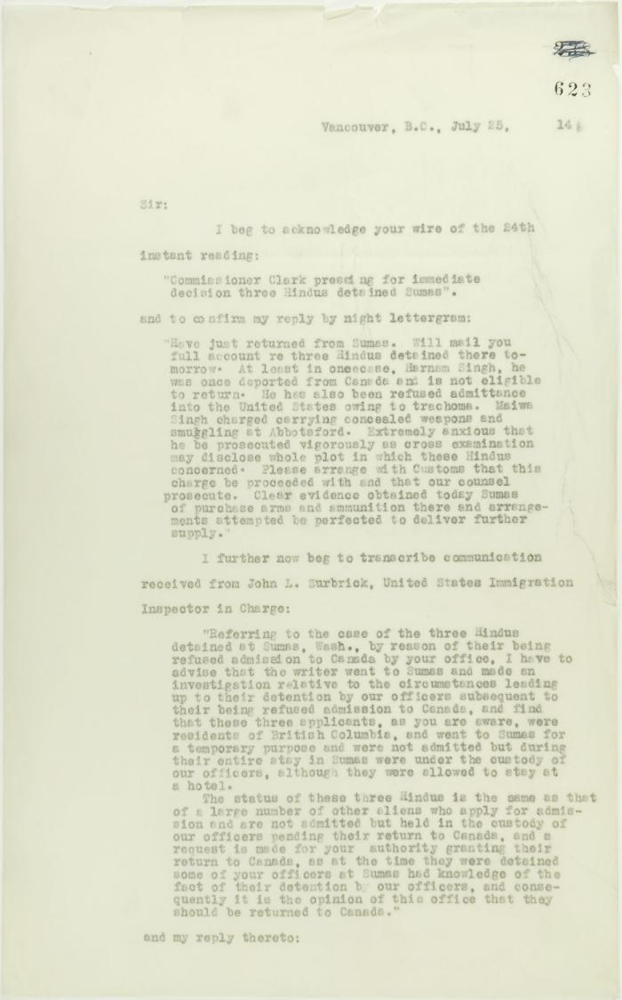 623
Vancouver, B.C., July 25, 14
Sir:
I beg to acknowledge your wire of the 24th
instant reading:
"Commissioner Clark pressing for immediate
decision three Hindus detained Sumas".
and to confirm my reply by night lettergram:
"Have just returned from Sumas. Will mail you
full account re three Hindus detained there to-
morrow. At least in onecase, Harnam Singh, he
was once deported from Canada and is not eligible
to return. He has also been refused admittance
into the United States owing to trachoma. Maiwa
Singh charged carrying concealed weapons and
smuggling at Abbotsford. Extremely anxious that
he be prosecuted vigorously as cross examination
may disclose whole plot in which these Hindus
concerned. Please arrange with Customs that this
charge be proceeded with and that our counsel
prosecute. Clear evidence obtained today Sumas
of purchase arms and ammunition there and arrange-
ments attempted be perfected to deliver further
supply."
I further now beg to transcribe communication
received from John L. Zurbrick, United States Immigration
Inspector in Charge:
"Referring to the case of the three Hindus
detained at Sumas, Wash., by reason of their being
refused admission to Canada by your office, I have to
advise that the writer went to Sumas and made an
investigation relative to the circumstances leading
up to their detention by our officers subsequent to
their being refused admission to Canada, and find
that these three applicants, as you are aware, were
residents of British Columbia, and went to Sumas for
a temporary purpose and were not admitted but during
their entire stay in Sumas were under the custody of
our officers, although they were allowed to stay at
a hotel.
The status of these three Hindus is the same as that
of a large number of other aliens who apply for admis-
sion and are not admitted but held in the custody of
our officers pending their return to Canada, and a
request is made for your authority granting their
return to Canada, as at the time they were detained
some of your officers at Sumas had knowledge of the
fact of their detention by our officers, and conse-
quently it is the opinion of this office that they
should be returned to Canada."
and my reply thereto: